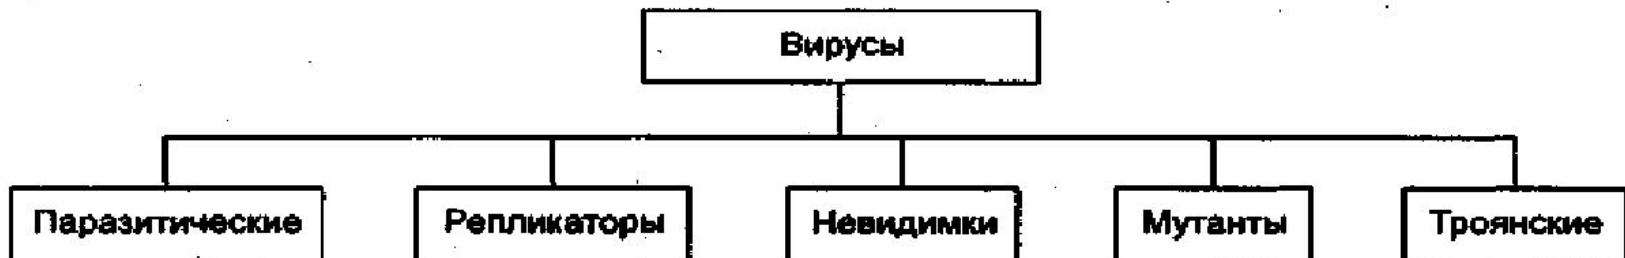 Вирусы
Паразитические Репликаторы Невидимки Мутанты Троянские